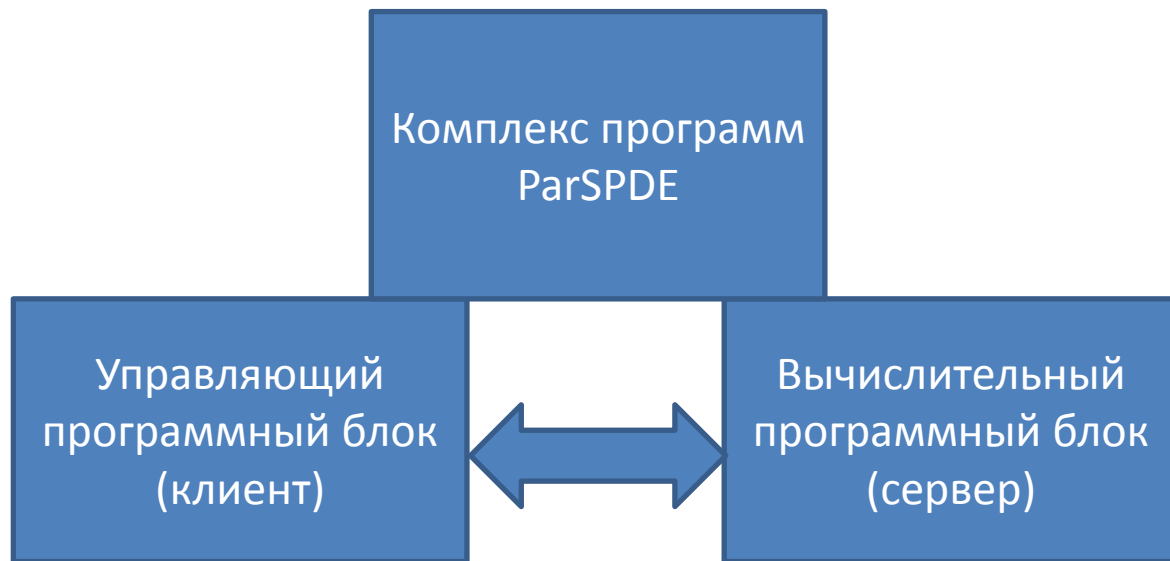 Комплекс программ
ParSPDE
Управляющий
программный блок
(клиент)
Вычислительный
программный блок
(сервер)